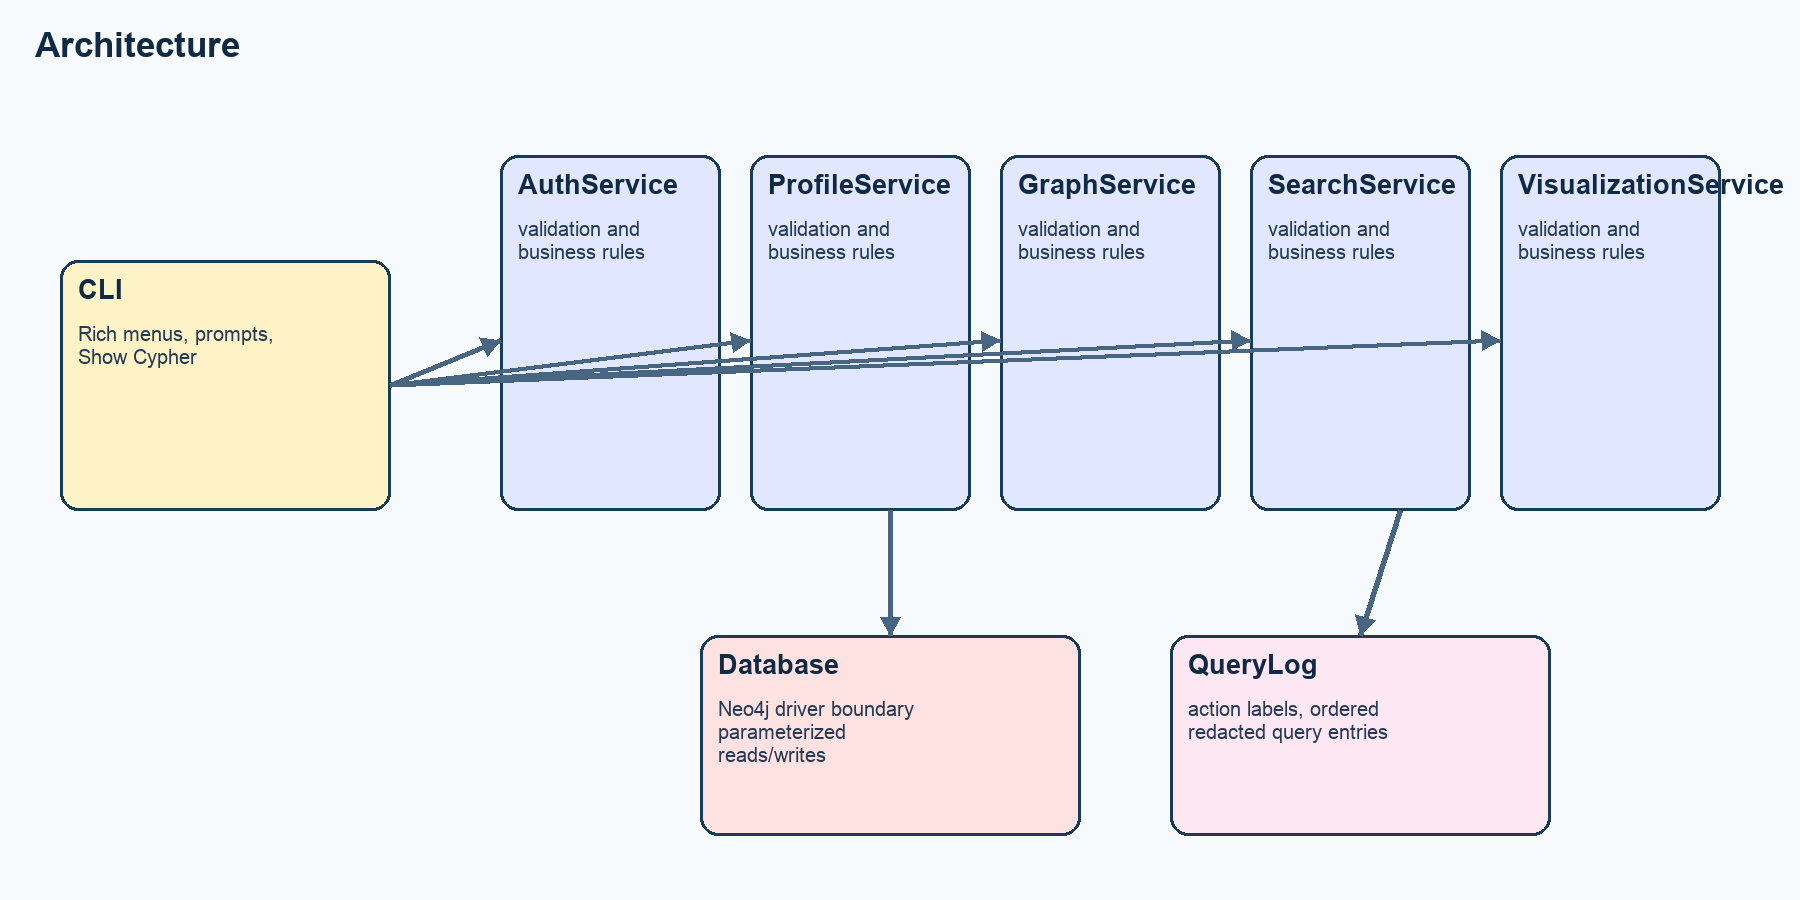 Architecture
CLI
Rich menus, prompts,
Show Cypher
AuthService
validation and
business rules
ProfileService
validation and
business rules
GraphService
validation and
business rules
SearchService
validation and
business rules
VisualizationService
validation and
business rules
Database
Neo4j driver boundary
parameterized
reads/writes
QueryLog
action labels, ordered
redacted query entries